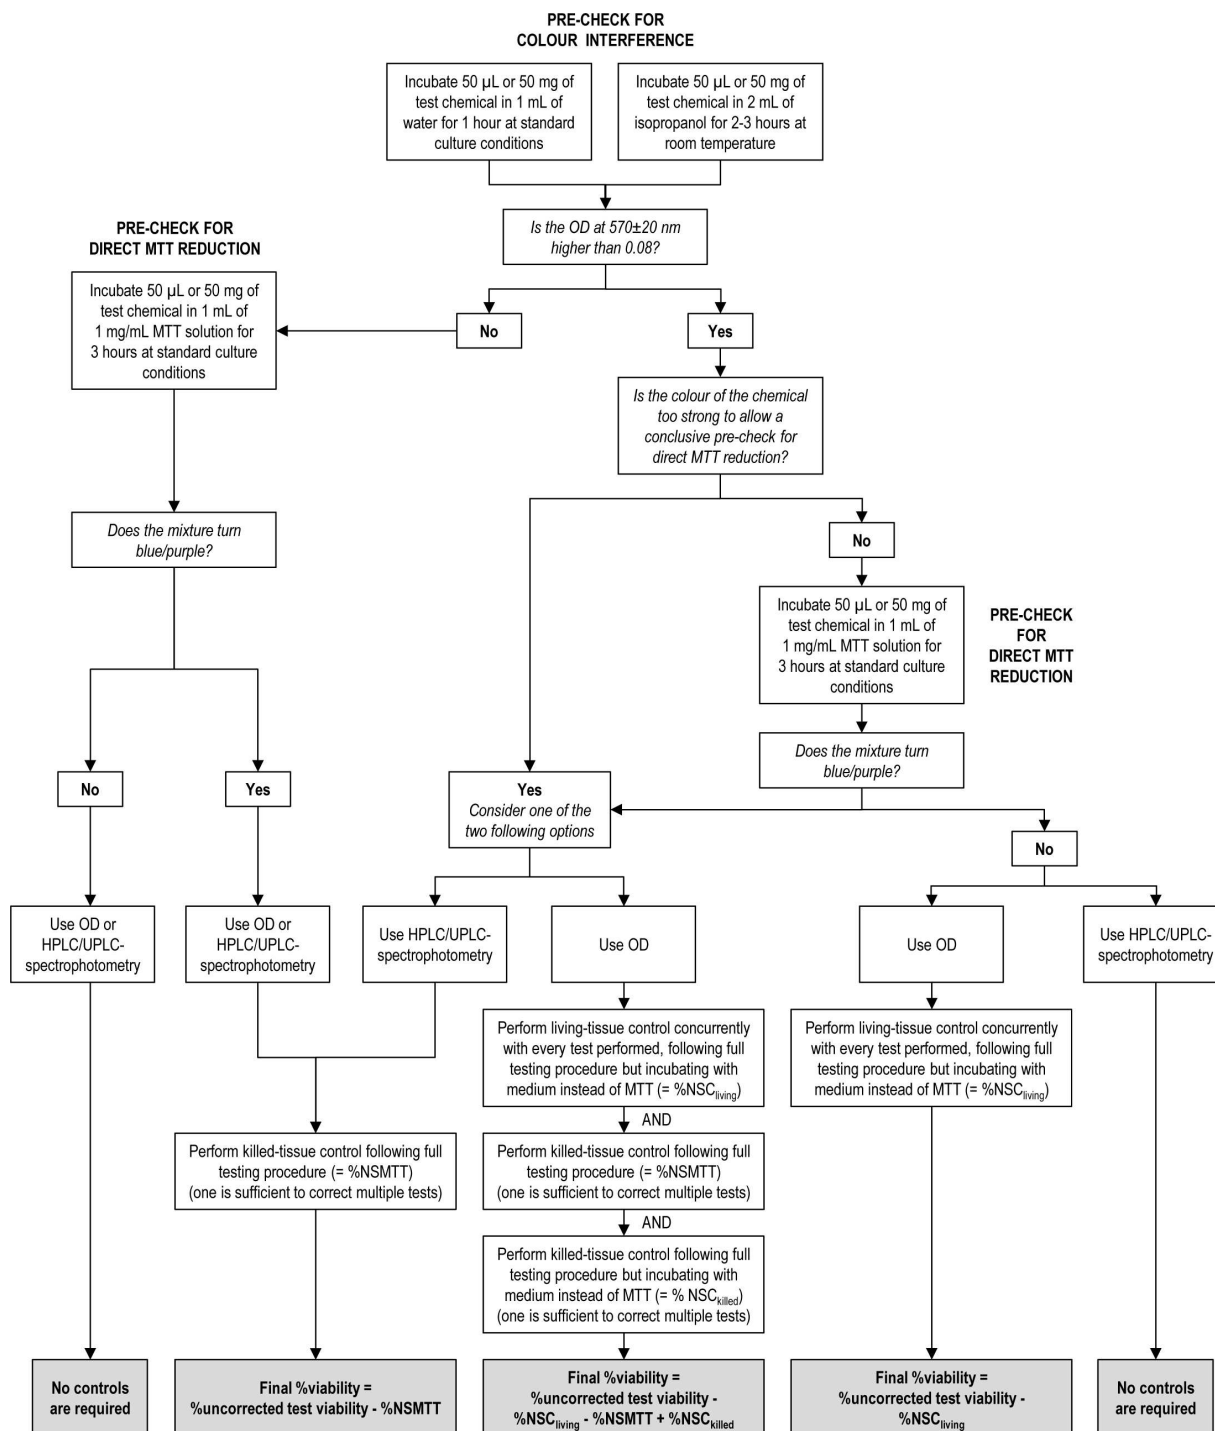 PRE-CHECK FOR
COLOUR INTERFERENCE
Incubate 50 µL or 50 mg of
test chemical in 1 mL of
water for 1 hour at standard
culture conditions
Incubate 50 µL or 50 mg of
test chemical in 2 mL of
isopropanol for 2-3 hours at
room temperature
Is the OD at 570±20 nm
higher than 0.08?
PRE-CHECK FOR
DIRECT MTT REDUCTION
Incubate 50 µL or 50 mg of
test chemical in 1 mL of
1 mg/mL MTT solution for
3 hours at standard culture
conditions
No
Yes
Is the colour of the chemical
too strong to allow a
conclusive pre-check for
direct MTT reduction?
Does the mixture turn
blue/purple?
No
Incubate 50 µL or 50 mg of
test chemical in 1 mL of
1 mg/mL MTT solution for
3 hours at standard culture
conditions
PRE-CHECK
FOR
DIRECT MTT
REDUCTION
Does the mixture turn
blue/purple?
No
Yes
Yes
Consider one of the
two following options
No
Use OD or
HPLC/UPLC-
spectrophotometry
Use OD or
HPLC/UPLC-
spectrophotometry
Use HPLC/UPLC-
spectrophotometry
Use OD
Use OD
Use HPLC/UPLC-
spectrophotometry
Perform living-tissue control concurrently
with every test performed, following full
testing procedure but incubating with
medium instead of MTT (= %NSCliving)
Perform living-tissue control concurrently
with every test performed, following full
testing procedure but incubating with
medium instead of MTT (= %NSCliving)
AND
Perform killed-tissue control following full
testing procedure (= %NSMTT)
(one is sufficient to correct multiple tests)
Perform killed-tissue control following full
testing procedure (= %NSMTT)
(one is sufficient to correct multiple tests)
AND
Perform killed-tissue control following full
testing procedure but incubating with
medium instead of MTT (= % NSCkilled)
(one is sufficient to correct multiple tests)
No controls
are required
Final %viability =
%uncorrected test viability - %NSMTT
Final %viability =
%uncorrected test viability -
%NSCliving - %NSMTT + %NSCkilled
Final %viability =
%uncorrected test viability -
%NSCliving
No controls
are required